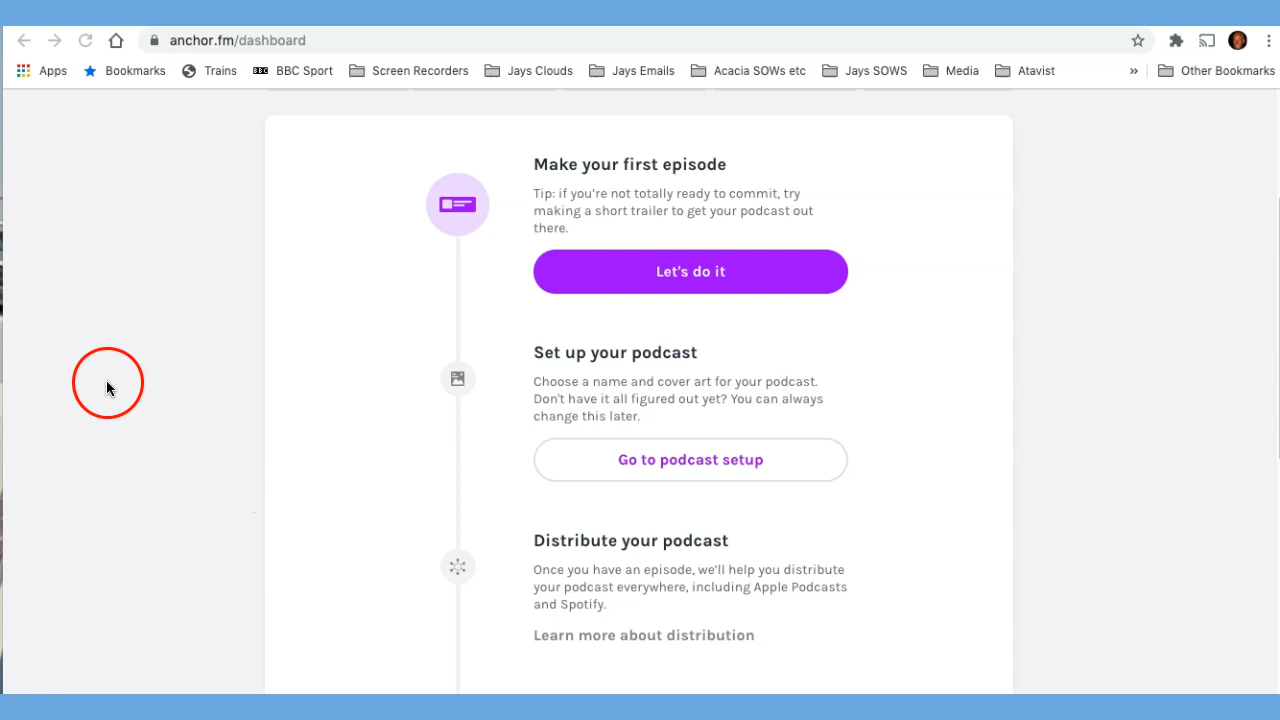 anchor.fm/dashboard
Apps Bookmarks Trains BBC BBC Sport Screen Recorders Jays Clouds Jays Emails Acacia SOWs etc Jays SOWS Media Atavist » Other Bookmarks
Make your first episode
Tip: if you're not totally ready to commit, try
making a short trailer to get your podcast out
there.
Let's do it
Set up your podcast
Choose a name and cover art for your podcast.
Don't have it all figured out yet? You can always
change this later.
Go to podcast setup
Distribute your podcast
Once you have an episode, we'll help you distribute
your podcast everywhere, including Apple Podcasts
and Spotify.
Learn more about distribution